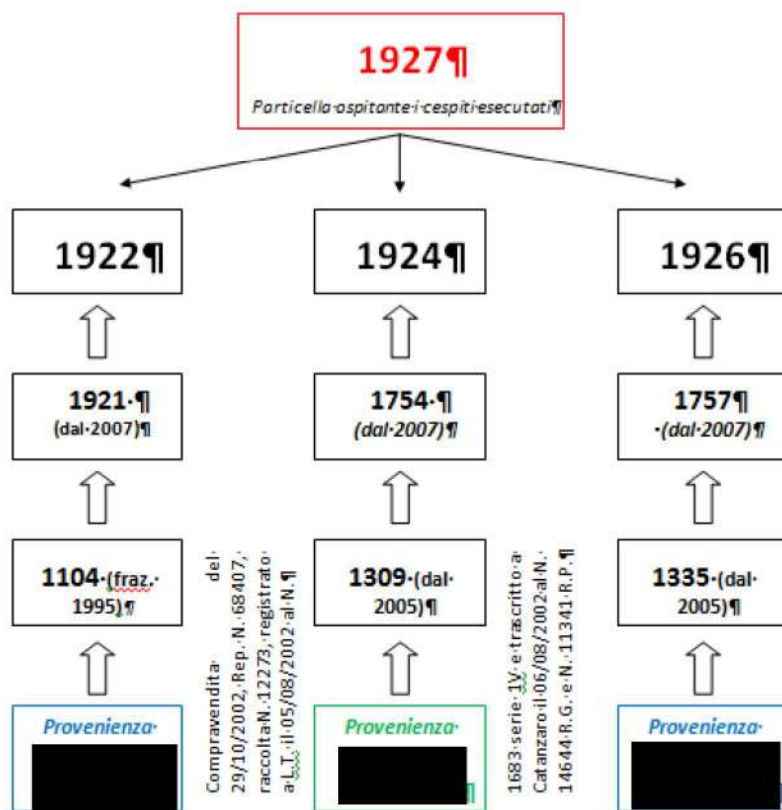 1927¶
Particella·ospitante·i·cespiti·esecutati¶
1922¶
1924¶
1926¶
1921·¶
(dal·2007)¶
1754·¶
(dal·2007)¶
1757¶
·(dal·2007)¶
1104·(fraz.·
1995)¶
1309·(dal·
2005)¶
1335·(dal·
2005)¶
Compravendita· del·
29/10/2002,·Rep.·N.·68407,·
raccolta·N.·12273,·registrato·
a·L.T.·il·05/08/2002·al·N.¶
1683·serie·1V·e·trascritto·a·
Catanzaro·il·06/08/2002·al·N.·
14644·R.G.·e·N.·11341·R.P.¶
Provenienza·
Provenienza·
¶
Provenienza·